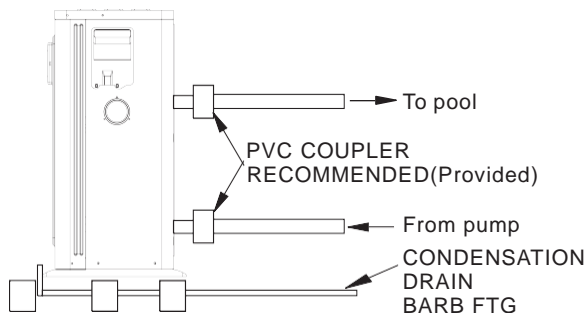 To pool
PVC COUPLER
RECOMMENDED(Provided)
From pump
CONDENSATION
DRAIN
BARB FTG